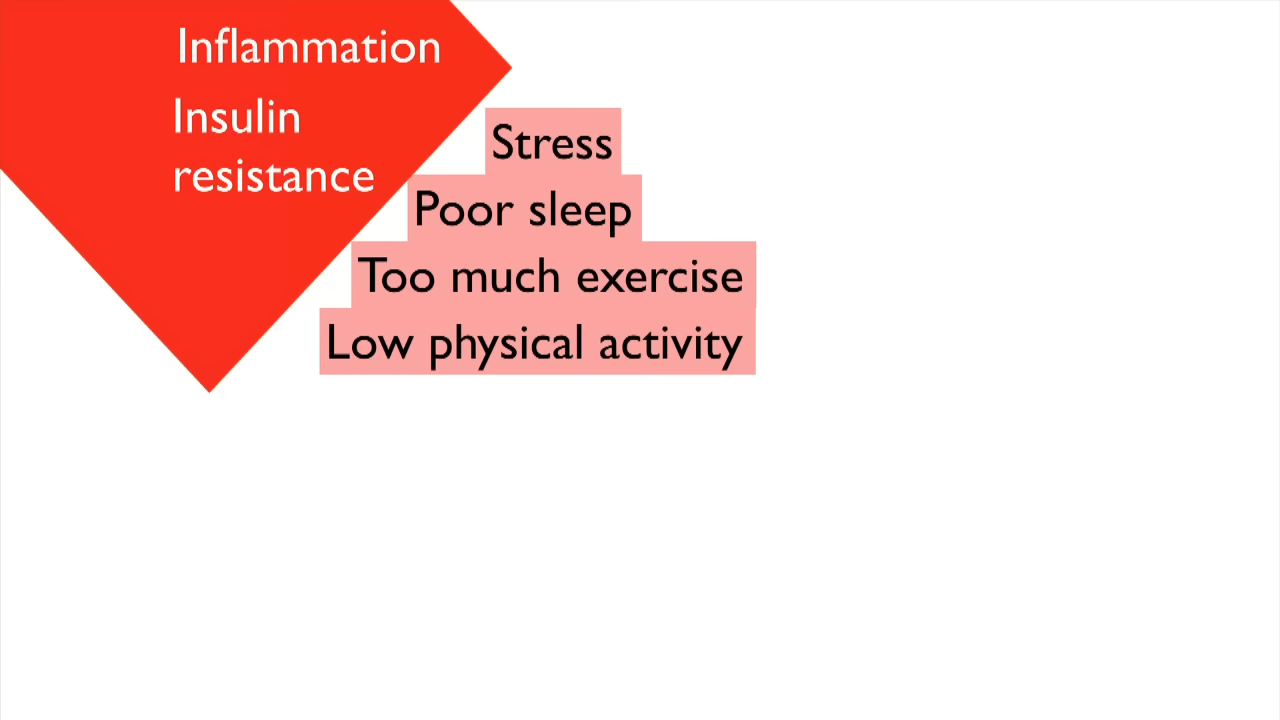 Inflammation
Insulin
resistance
Stress
Poor sleep
Too much exercise
Low physical activity